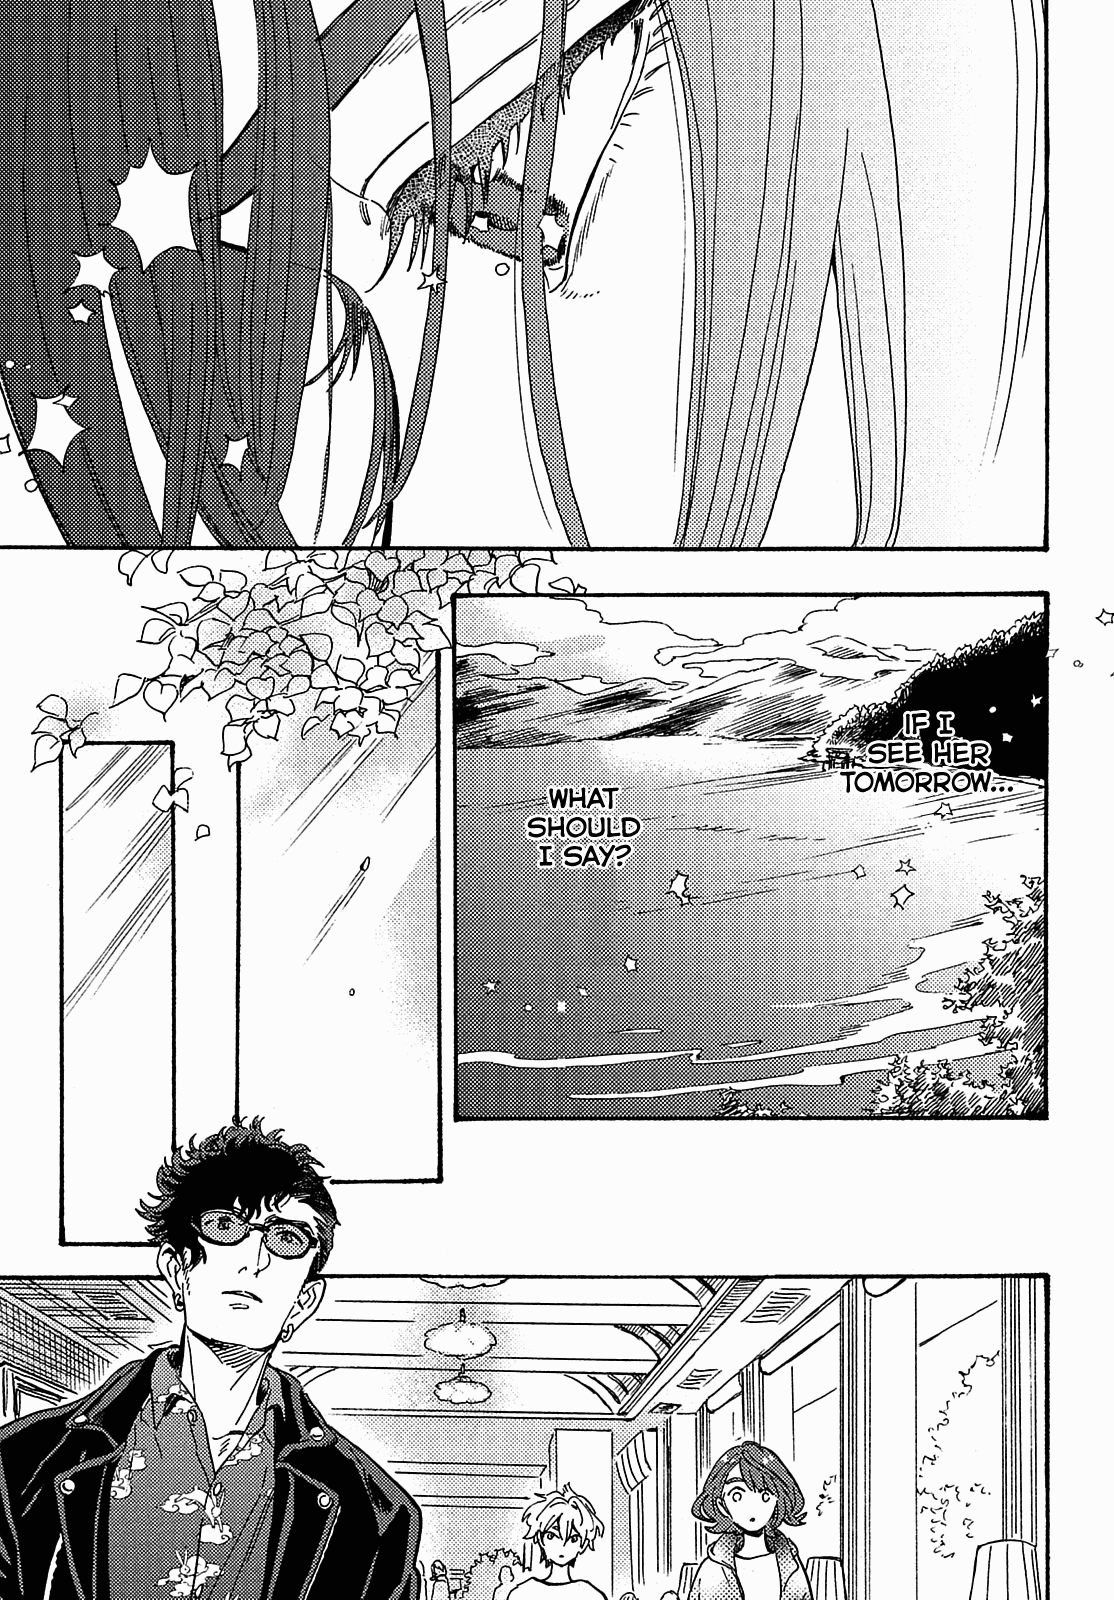 IF I
SEE HER
TOMORROW...
WHAT
SHOULD
I SAY?